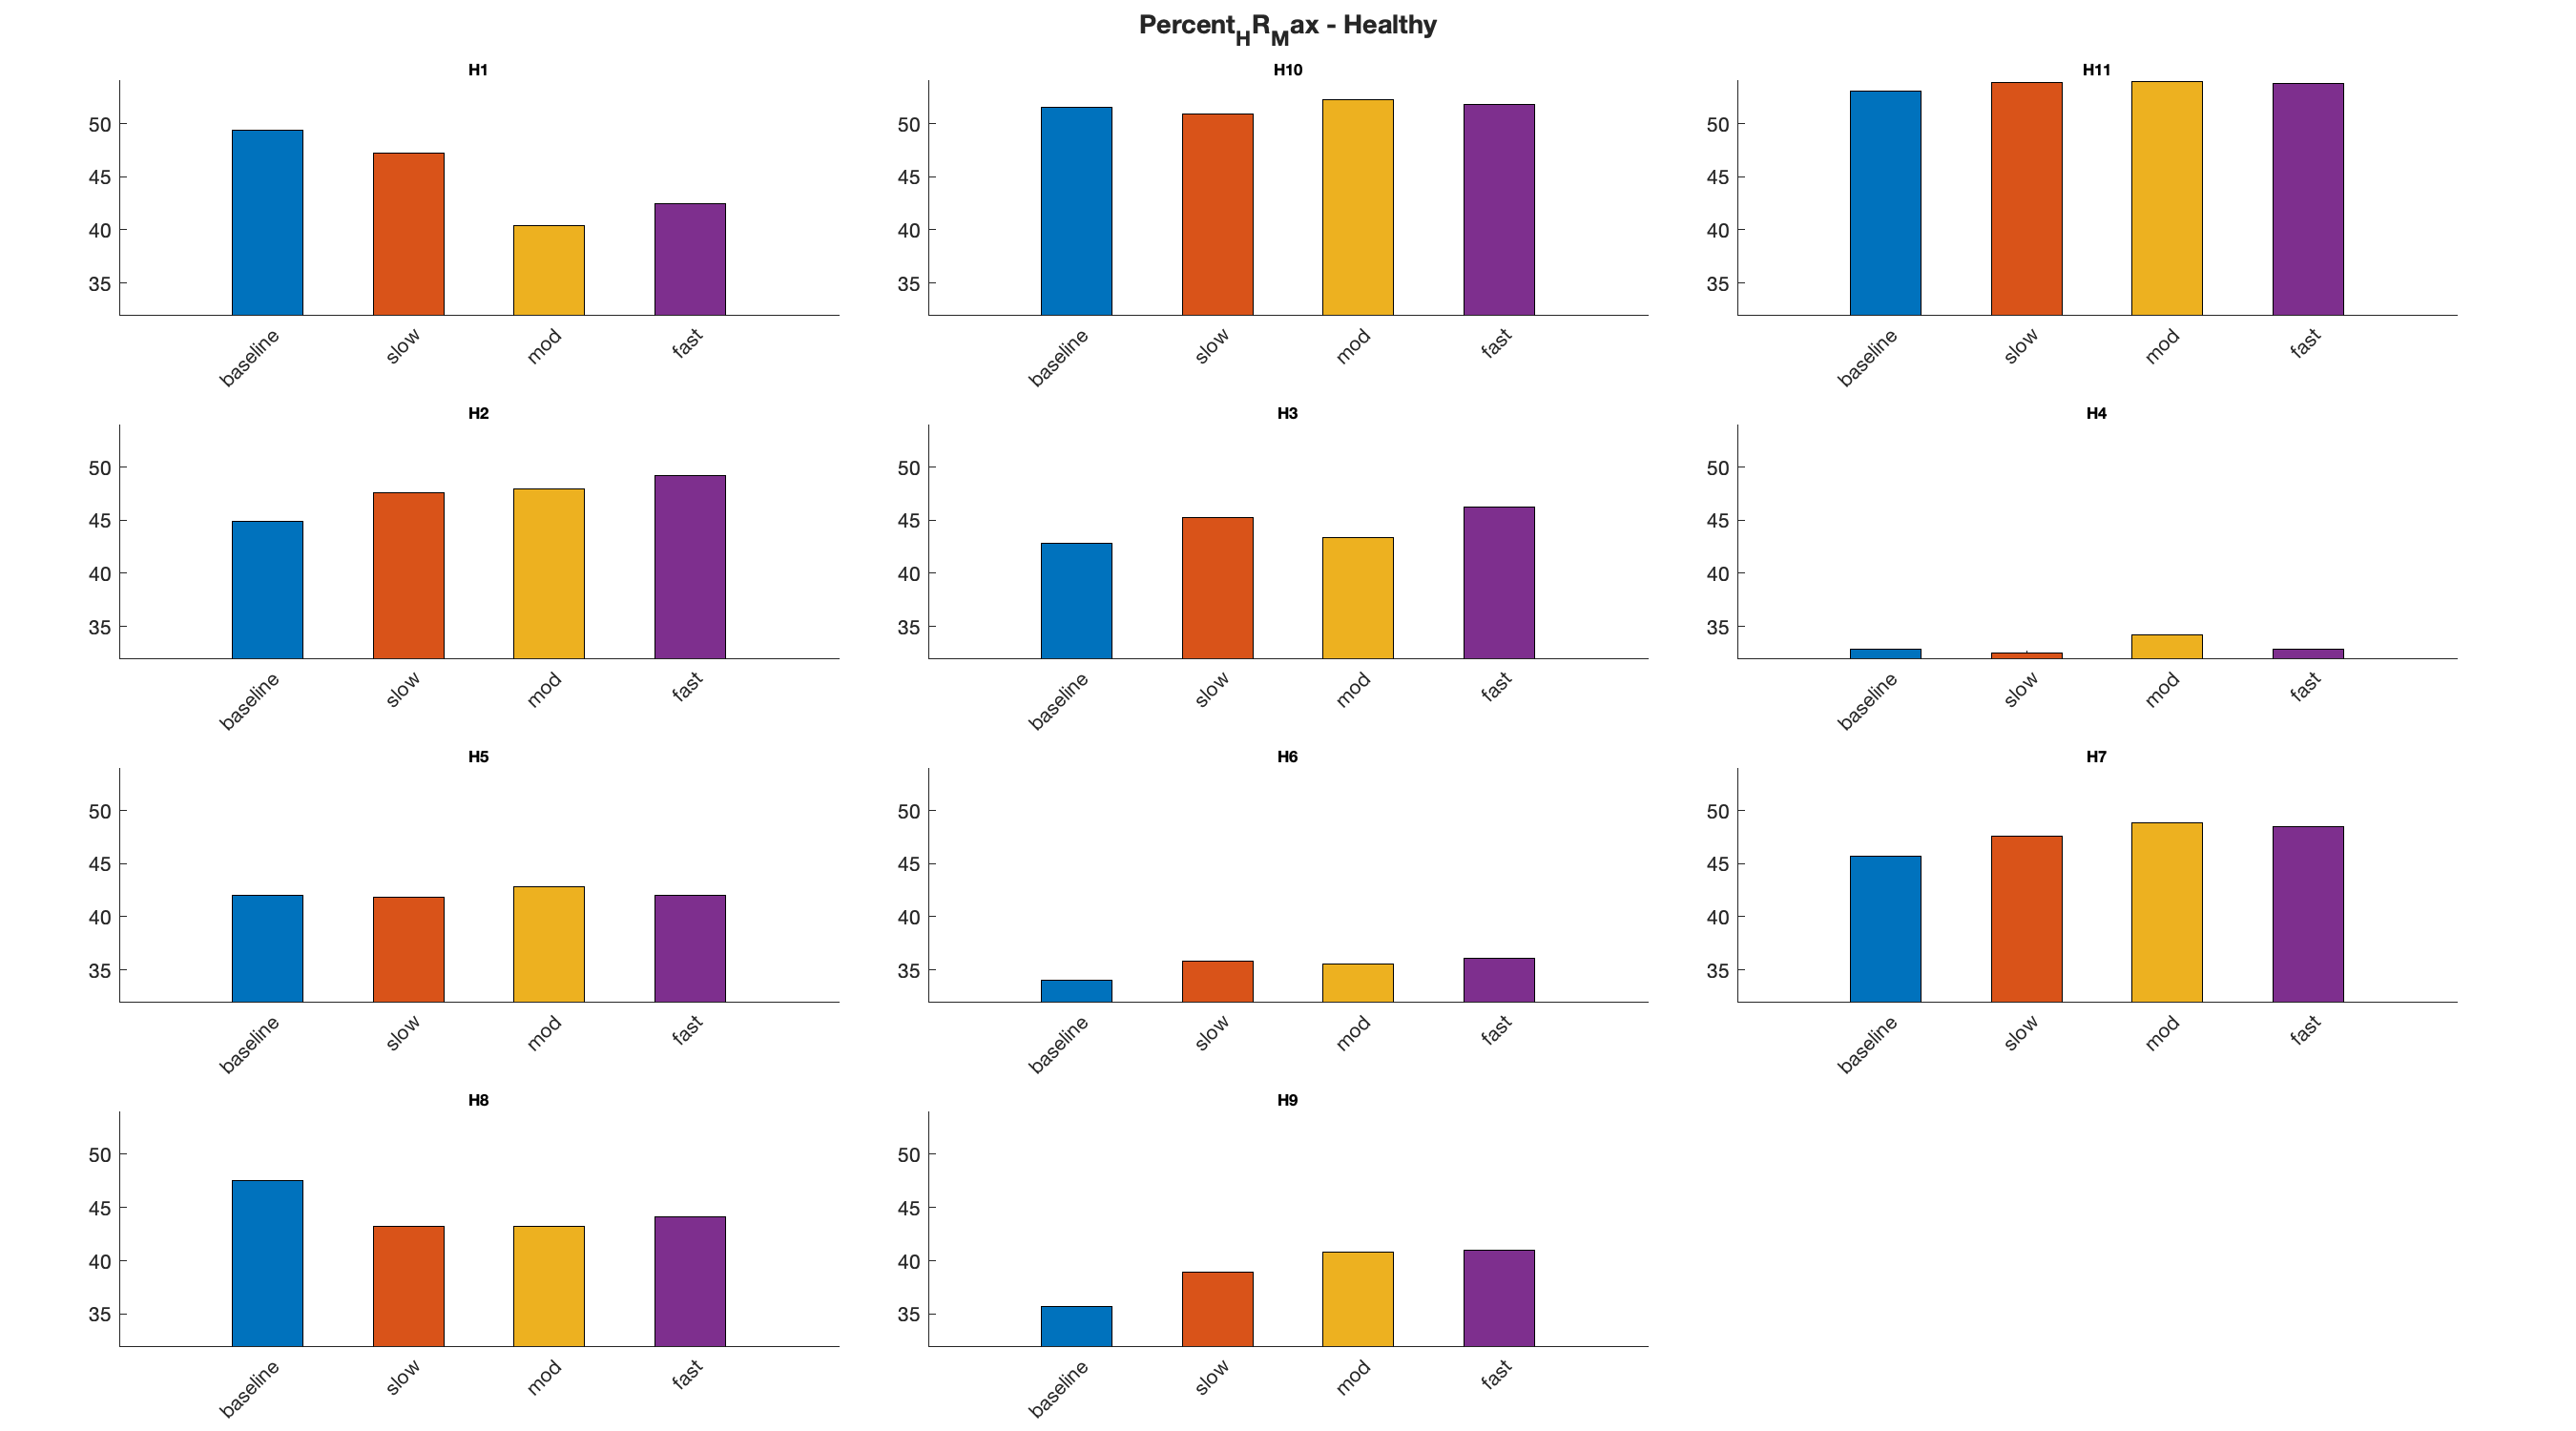 Percent_HR_Max - Healthy
H1 H10 H11
50 50 50
45 45 45
40 40 40
35 35 35
baseline slow mod fast baseline slow mod fast baseline slow mod fast
H2 H3 H4
50 50 50
45 45 45
40 40 40
35 35 35
baseline slow mod fast baseline slow mod fast baseline slow mod fast
H5 H6 H7
50 50 50
45 45 45
40 40 40
35 35 35
baseline slow mod fast baseline slow mod fast baseline slow mod fast
H8 H9
50 50
45 45
40 40
35 35
baseline slow mod fast baseline slow mod fast